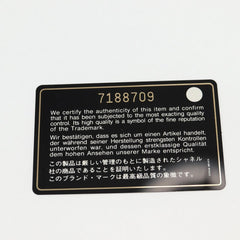 7188709
We certify the authenticity of this item and confirm
that it has been subjected to the most exacting quality
control. Its high quality is a symbol of the fine reputation
of the Trademark.
Wir bestätigen, dass es sich um einen Artikel handelt,
der während seiner Herstellung strengsten Kontrollen
unterworfen war, und dessen erstklassige Qualität
dem hohen Ansehen unserer Marke entspricht.
この製品は厳しい管理のもとに製造されたシャネル
社の商品であることを証明いたします。
このブランド・マークは最高級品質の象徴です。